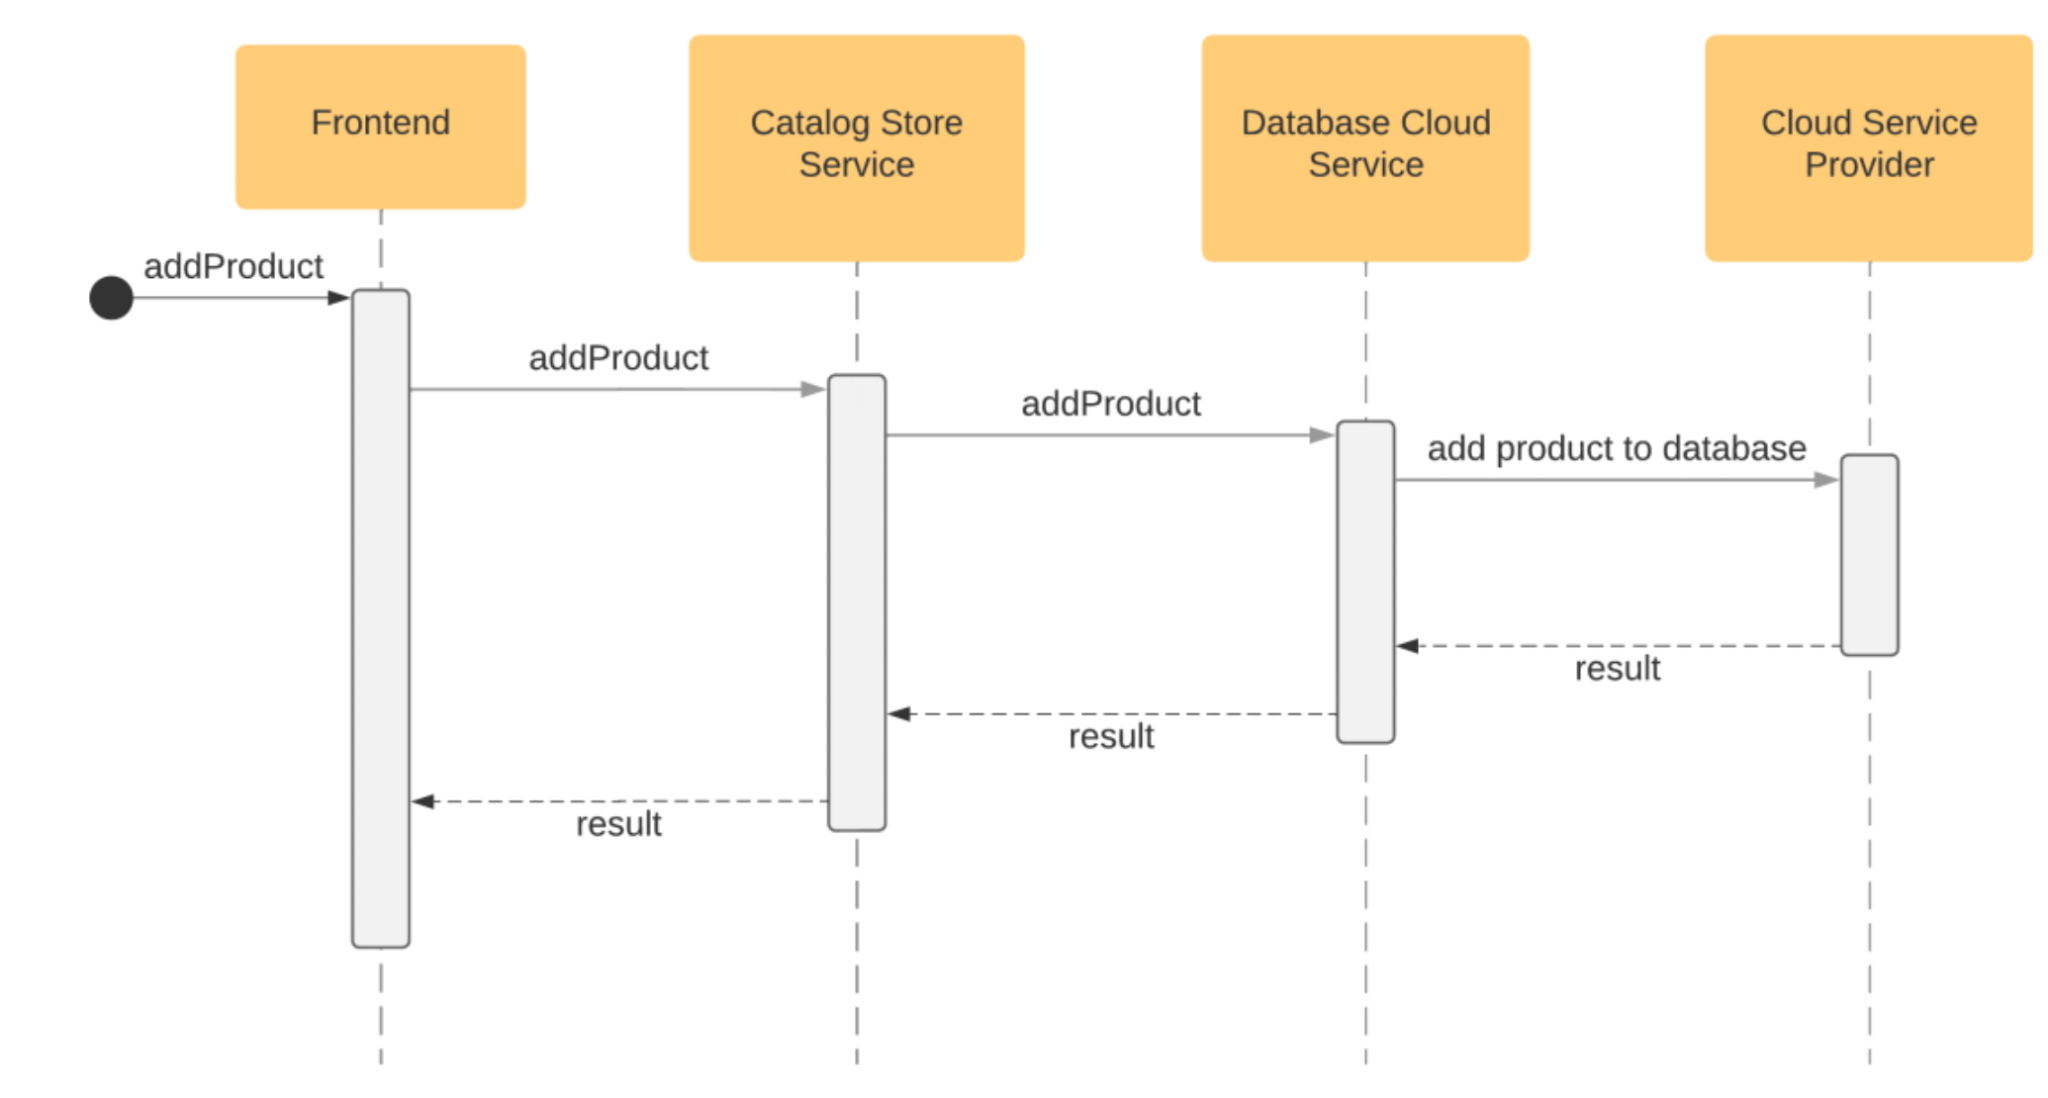 Frontend
Catalog Store
Service
Database Cloud
Service
Cloud Service
Provider
addProduct
addProduct
addProduct
add product to database
result
result
result